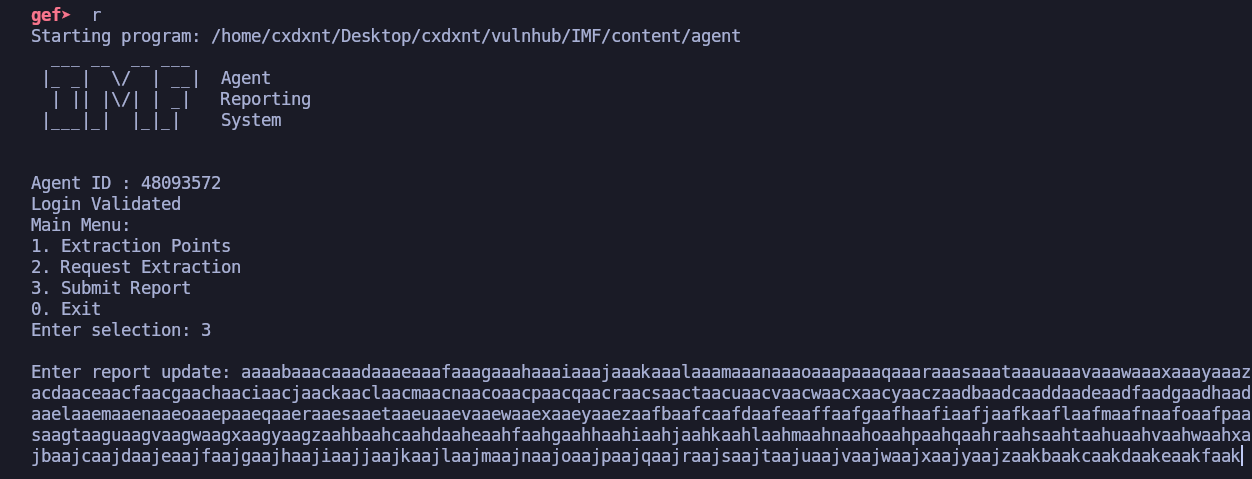 gef➤  r
Starting program: /home/cxdxnt/Desktop/cxdxnt/vulnhub/IMF/content/agent
  ___ __  __ ___
 |_ _|  \/  | __|  Agent
  | || |\/| | _|   Reporting
 |___|_|  |_|_|    System
Agent ID : 48093572
Login Validated
Main Menu:
1. Extraction Points
2. Request Extraction
3. Submit Report
0. Exit
Enter selection: 3
Enter report update: aaaabaaacaaadaaaeaaafaaagaaahaaaiaaajaaakaaalaaamaaanaaaoaaapaaaqaaaraaasaaataaauaaavaaawaaaxaaayaaaz
acdaaceaacfaacgaachaaciaacjaackaaclaacmaacnaacoaacpaacqaacraacsaactaacuaacvaacwaacxaacyaaczaadbaadcaaddaadeaadfaadgaadhaad
aaelaaemaaenaaeoaaepaaeqaaeraaesaaetaaeuaaevaaewaaexaaeyaaezaafbaafcaafdaafeaaffaafgaafhaafiaafjaafkaaflaafmaafnaafoaafpaa
saagtaaguaagvaagwaagxaagyaagzaahbaahcaahdaaheaahfaahgaahhaahiaahjaahkaahlaahmaahnaahoaahpaahqaahraahsaahtaahuaahvaahwaahxa
jbaajcaajdaajeaajfaajgaajhaajiaajjaajkaajlaajmaajnaajoaajpaajqaajraajsaajtaajuaajvaajwaajxaajyaajzaakbaakcaakdaakeaakfaak